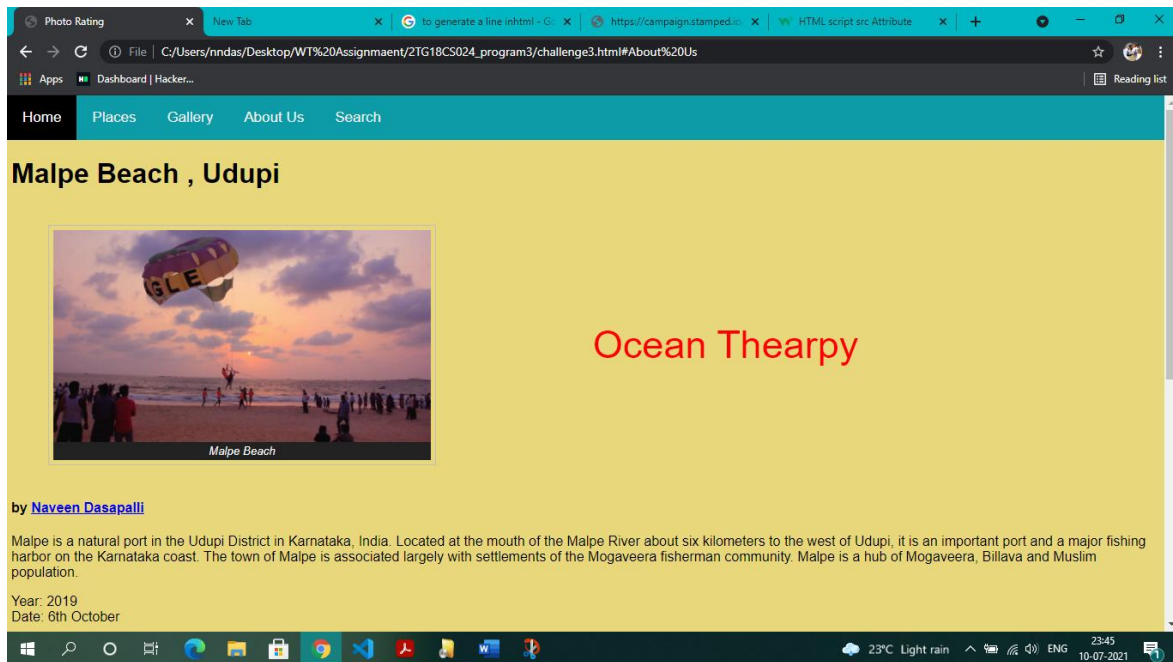 Photo Rating
New Tab
to generate a line inhtml - Go
https://campaign.stamped.io
HTML script src Attribute
File
C:/Users/nndas/Desktop/WT%20Assignmaent/2TG18CS024_program3/challenge3.html#About%20Us
Apps
Dashboard | Hacker...
Reading list
Home Places Gallery About Us Search
Malpe Beach , Udupi
GLE
Malpe Beach
Ocean Thearpy
by Naveen Dasapalli
Malpe is a natural port in the Udupi District in Karnataka, India. Located at the mouth of the Malpe River about six kilometers to the west of Udupi, it is an important port and a major fishing
harbor on the Karnataka coast. The town of Malpe is associated largely with settlements of the Mogaveera fisherman community. Malpe is a hub of Mogaveera, Billava and Muslim
population.
Year: 2019
Date: 6th October
23°C Light rain
ENG
23:45
10-07-2021